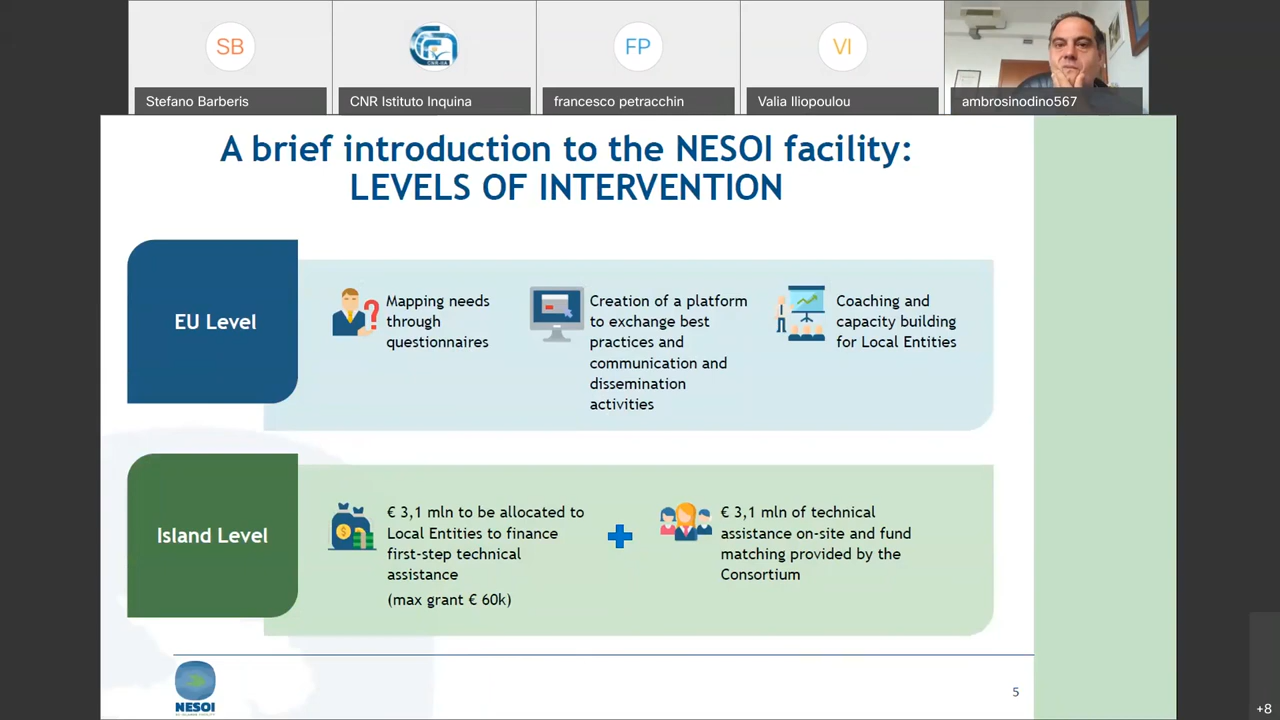 SB
FP
VI
CNR-IIA
Stefano Barberis
CNR Istituto Inquina
francesco petracchin
Valia Iliopoulou
ambrosinodino567
A brief introduction to the NESOI facility:
LEVELS OF INTERVENTION
EU Level
Mapping needs
through
questionnaires
Creation of a platform
to exchange best
practices and
communication and
dissemination
activities
Coaching and
capacity building
for Local Entities
Island Level
€ 3,1 mln to be allocated to
Local Entities to finance
first-step technical
assistance
(max grant € 60k)
€ 3,1 mln of technical
assistance on-site and fund
matching provided by the
Consortium
NESOI
5
+8